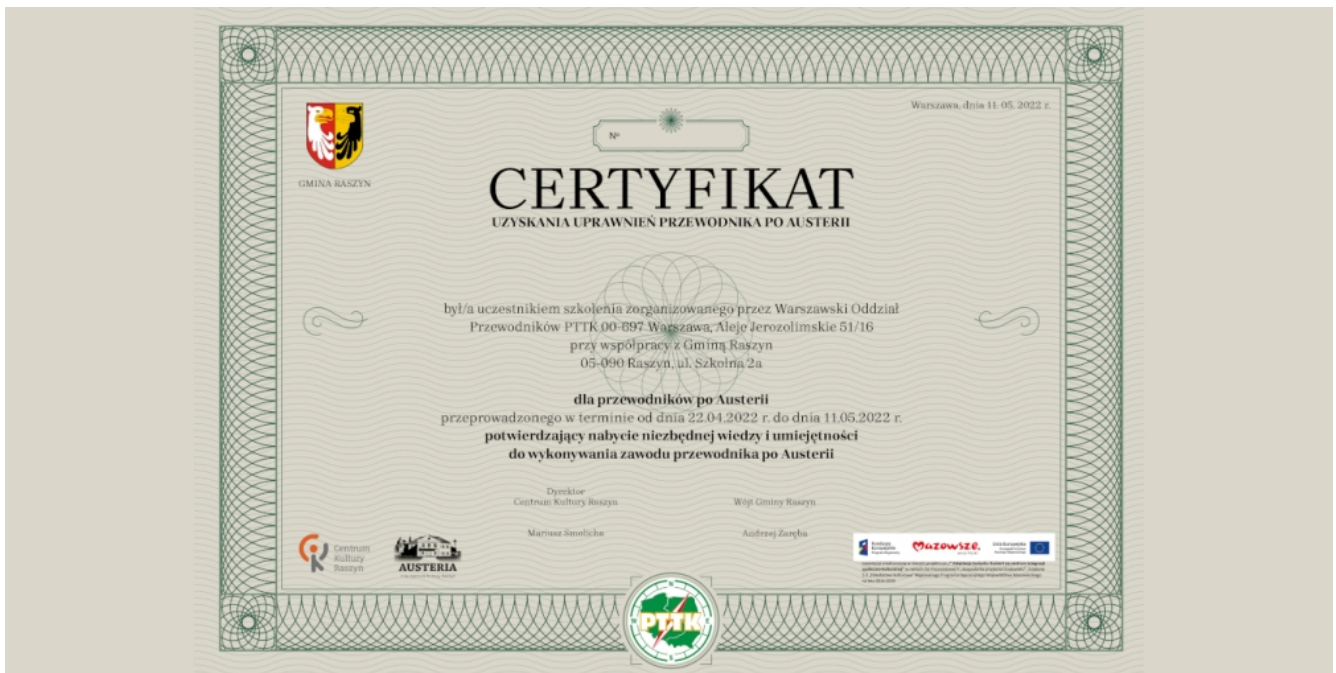 Warszawa, dnia 11. 05. 2022 r.
GMINA RASZYN
Nº
CERTYFIKAT
UZYSKANIA UPRAWNIEŃ PRZEWODNIKA PO AUSTERII
był/a uczestnikiem szkolenia zorganizowanego przez Warszawski Oddział
Przewodników PTTK 00-697 Warszawa, Aleje Jerozolimskie 51/16
przy współpracy z Gminą Raszyn
05-090 Raszyn, ul. Szkolna 2a
dla przewodników po Austerii
przeprowadzonego w terminie od dnia 22.04.2022 r. do dnia 11.05.2022 r.
potwierdzający nabycie niezbędnej wiedzy i umiejętności
do wykonywania zawodu przewodnika po Austerii
Dyrektor
Centrum Kultury Raszyn
Mariusz Smolicha
Wójt Gminy Raszyn
Andrzej Zaręba
Centrum
Kultury
Raszyn
AUSTERIA
Fundusze
Europejskie
Mazowsze.
Unia Europejska
PTTK